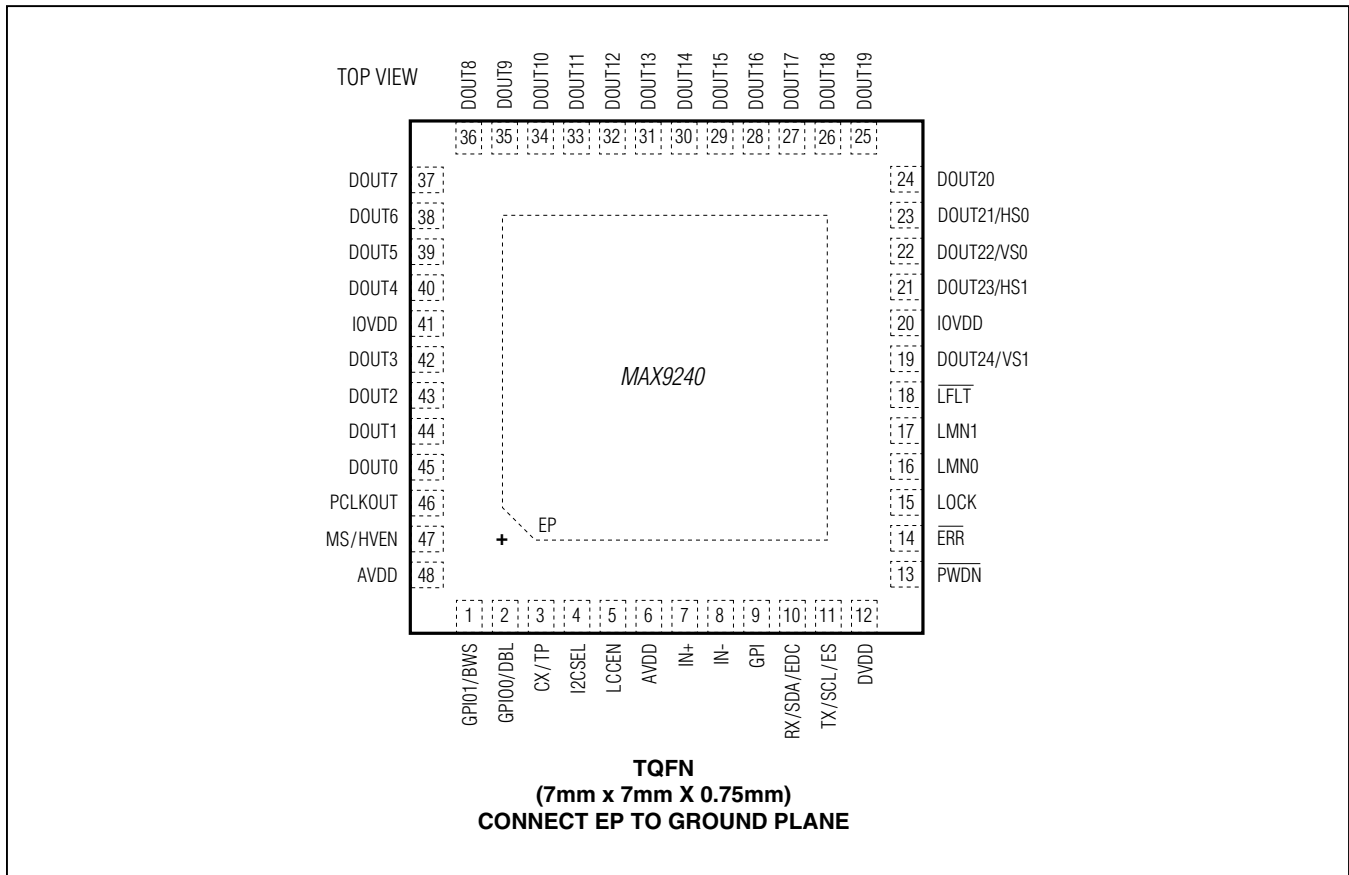 TOP VIEW
DOUT8
DOUT9
DOUT10
DOUT11
DOUT12
DOUT13
DOUT14
DOUT15
DOUT16
DOUT17
DOUT18
DOUT19
36 35 34 33 32 31 30 29 28 27 26 25
DOUT7 37
DOUT6 38
DOUT5 39
DOUT4 40
IOVDD 41
DOUT3 42
DOUT2 43
DOUT1 44
DOUT0 45
PCLKOUT 46
MS/HVEN 47
AVDD 48
24 DOUT20
23 DOUT21/HS0
22 DOUT22/VS0
21 DOUT23/HS1
20 IOVDD
19 DOUT24/VS1
18 LFLT
17 LMN1
16 LMN0
15 LOCK
14 ERR
13 PWDN
MAX9240
EP
+
1 2 3 4 5 6 7 8 9 10 11 12
GPIO1/BWS
GPIO0/DBL
CX/TP
I2CSEL
LCCEN
AVDD
IN+
IN-
GPI
RX/SDA/EDC
TX/SCL/ES
DVDD
TQFN
(7mm x 7mm X 0.75mm)
CONNECT EP TO GROUND PLANE